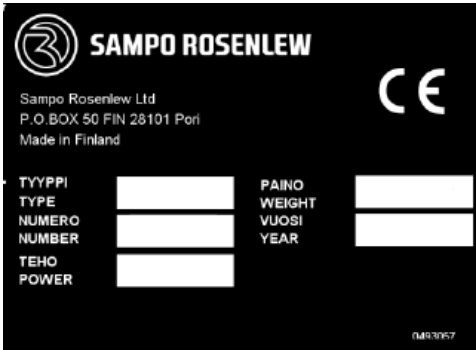 SAMPO ROSENLEW
CE
Sampo Rosenlew Ltd
P.O.BOX 50 FIN 28101 Pori
Made in Finland
TYYPPI
TYPE
PAINO
WEIGHT
NUMERO
NUMBER
VUOSI
YEAR
TEHO
POWER
0493057